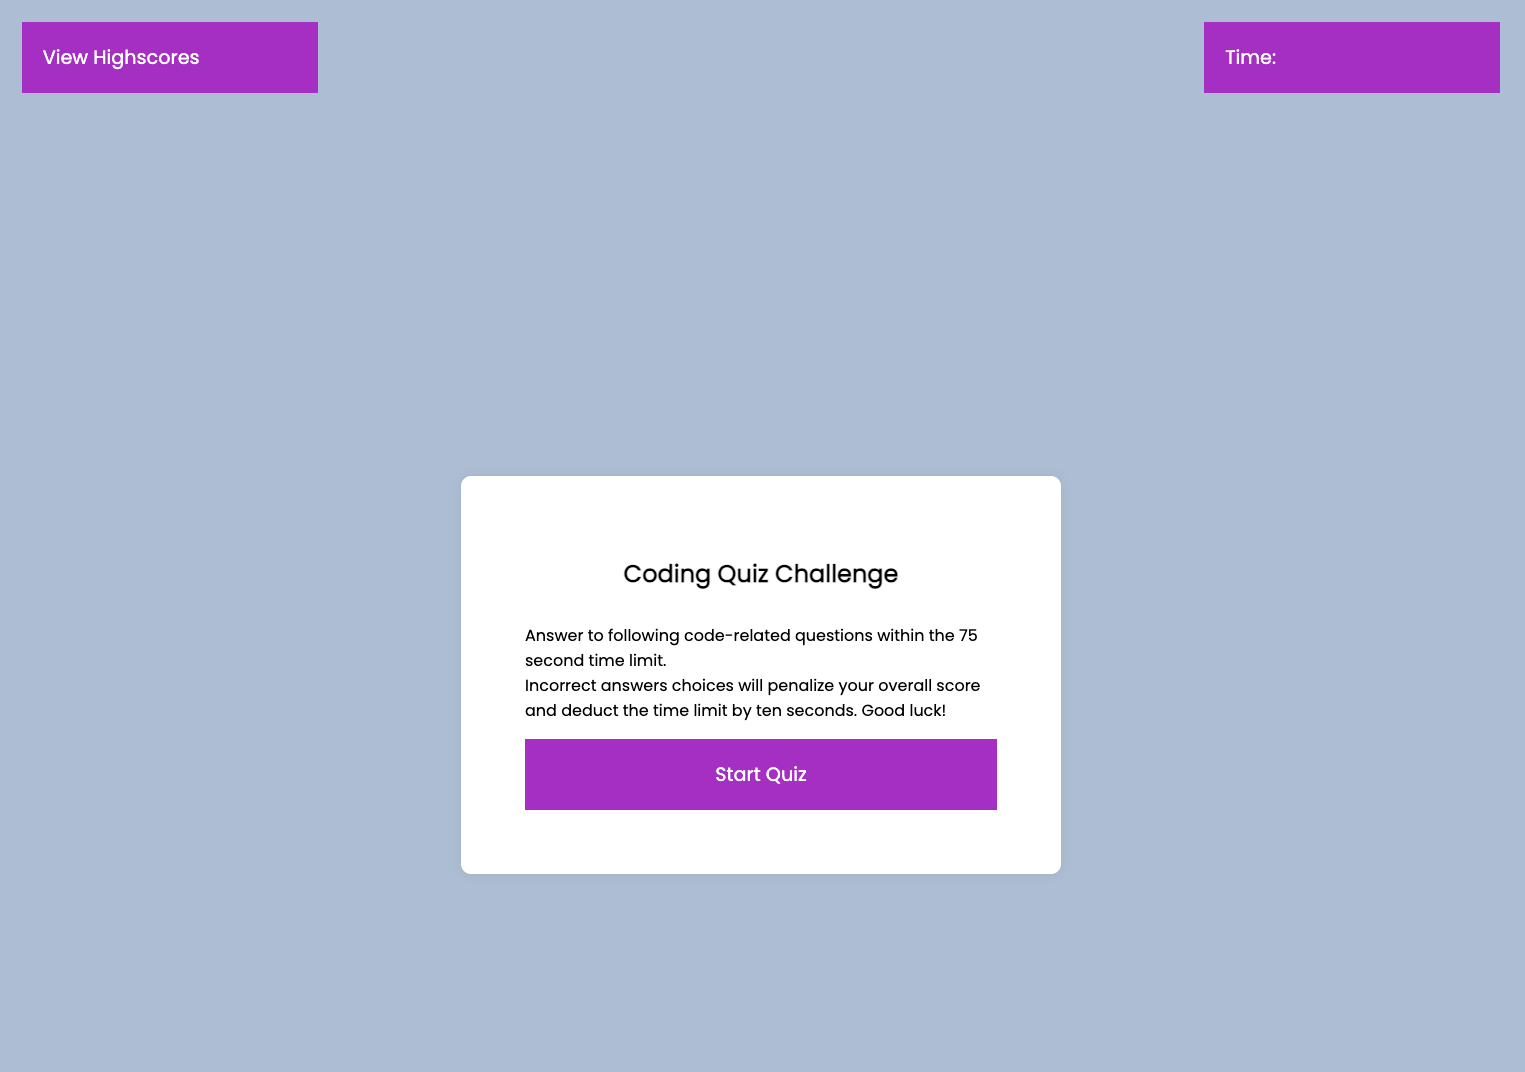 View Highscores
Time:
Coding Quiz Challenge
Answer to following code-related questions within the 75
second time limit.
Incorrect answers choices will penalize your overall score
and deduct the time limit by ten seconds. Good luck!
Start Quiz